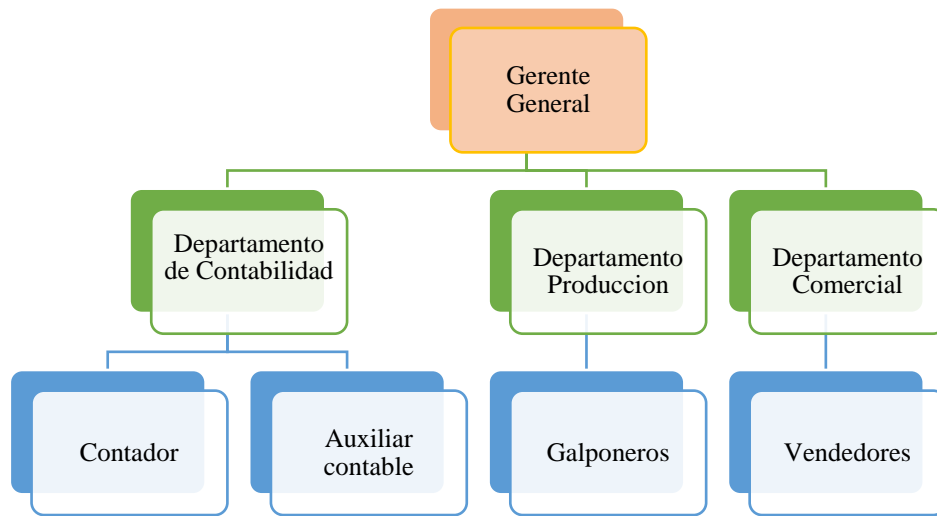 Gerente
General
Departamento
de Contabilidad
Departamento
Produccion
Departamento
Comercial
Contador
Auxiliar
contable
Galponeros
Vendedores